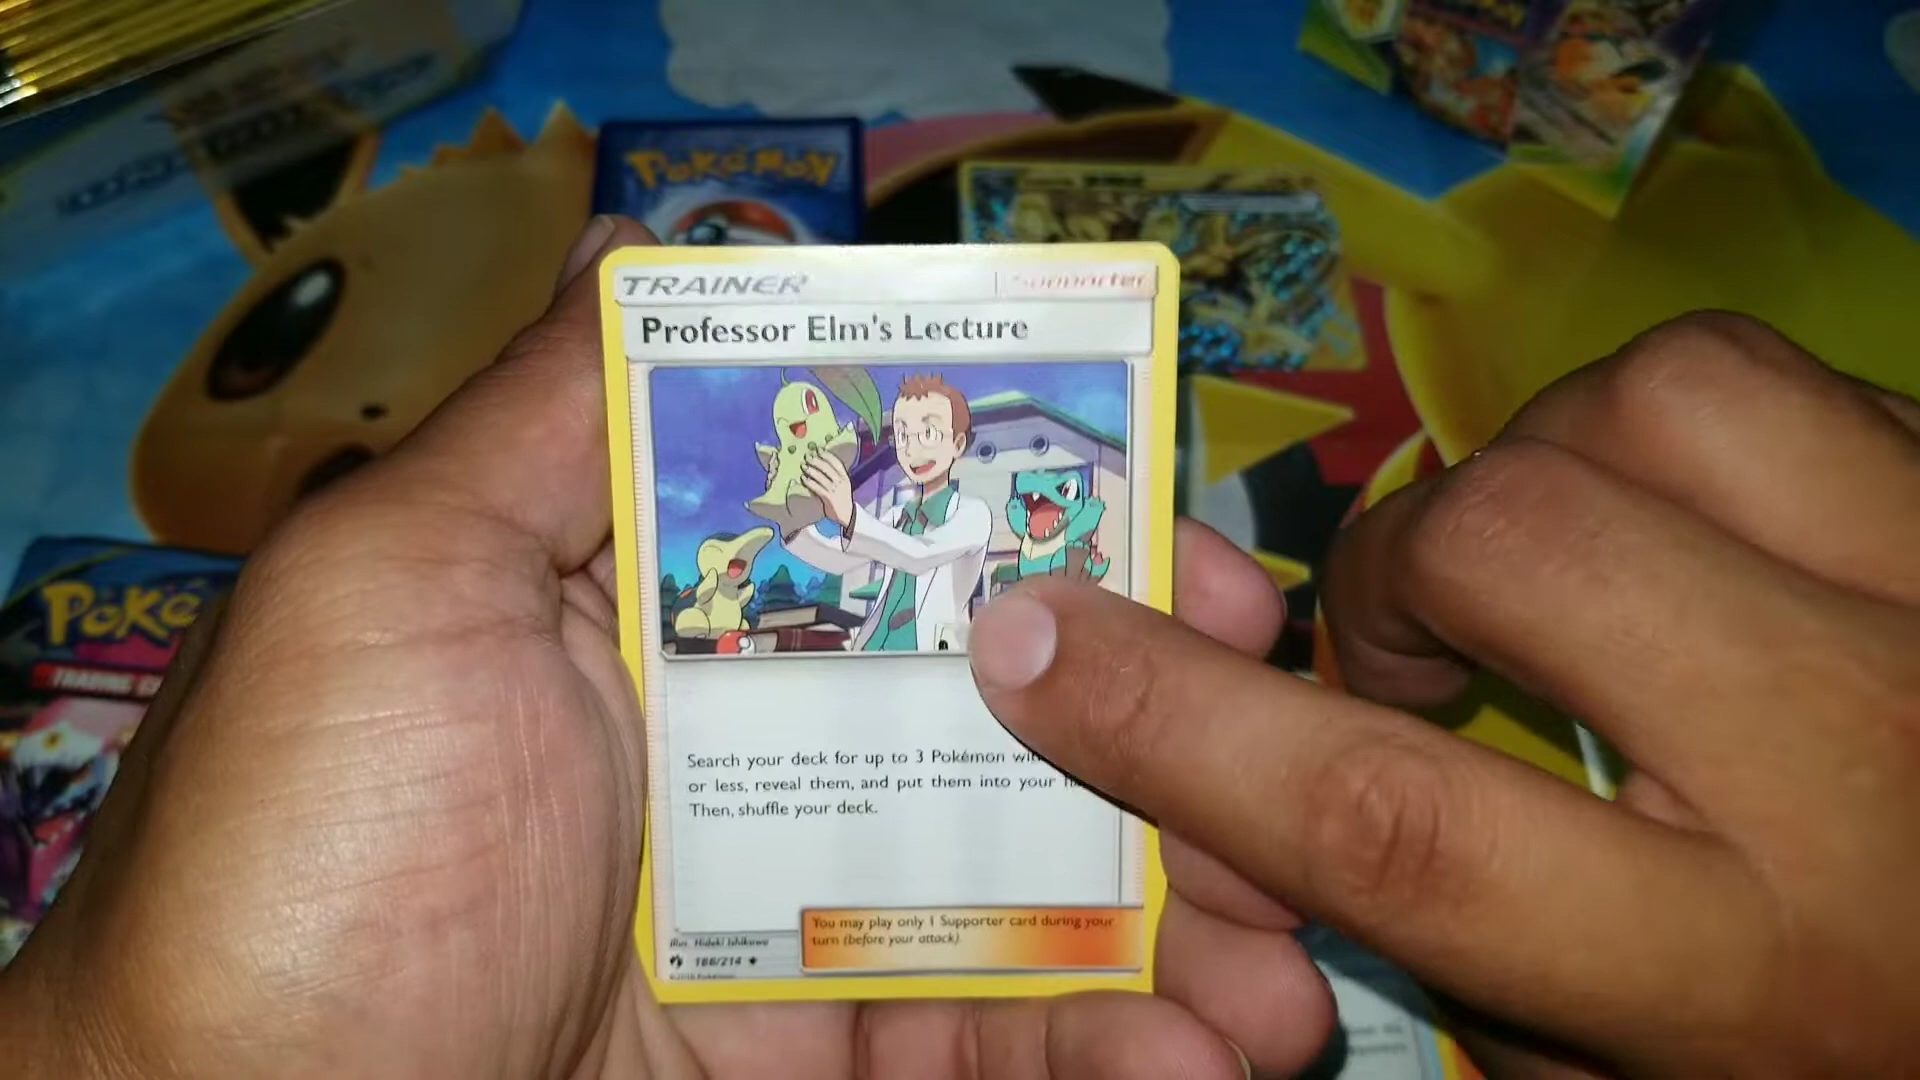 Pokémon
TRAINER
Supporter
Professor Elm's Lecture
Poké
TRADING
Search your deck for up to 3 Pokémon
or less, reveal them, and put them into your
Then, shuffle your deck.
You may play only 1 Supporter card during your
turn (before your attack).
Illus. Hideki Ishikawa
188/214 ★